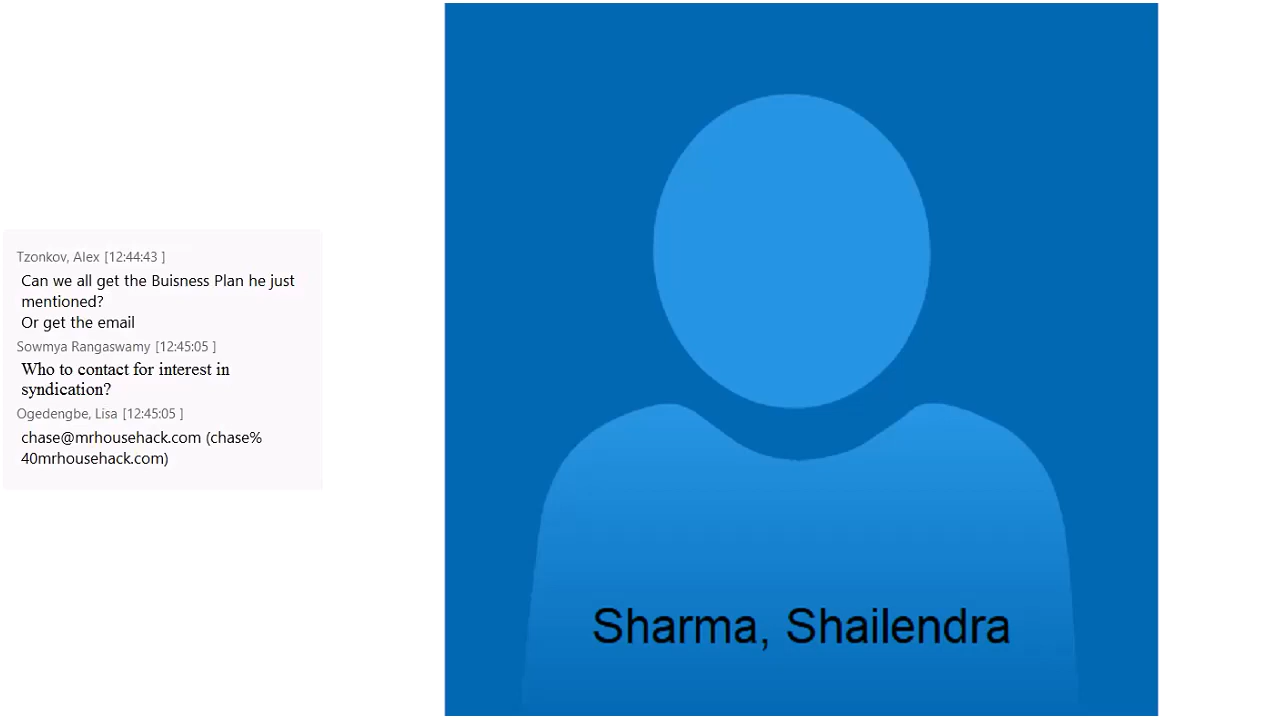 Tzonkov, Alex [12:44:43 ]
Can we all get the Buisness Plan he just
mentioned?
Or get the email
Sowmya Rangaswamy [12:45:05 ]
Who to contact for interest in
syndication?
Ogedengbe, Lisa [12:45:05 ]
chase@mrhousehack.com (chase%
40mrhousehack.com)
Sharma, Shailendra